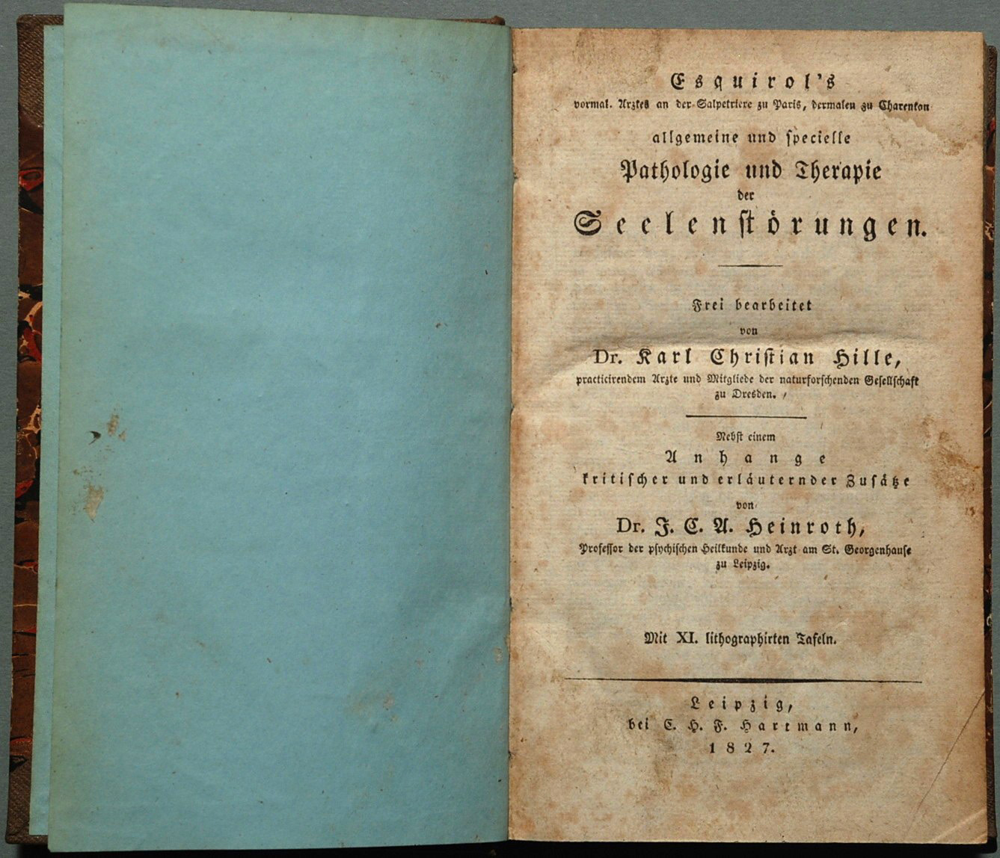 Esquirol's
vormal. Arztes an der Salpetriere zu Paris, dermalen zu Charenton
allgemeine und specielle
Pathologie und Therapie
der
Seelenstörungen.
Frei bearbeitet
von
Dr. Karl Christian Hille,
practicirendem Arzte und Mitgliede der naturforschenden Gesellschaft
zu Dresden.
Nebst einem
Anhange
kritischer und erläuternder Zusätze
von
Dr. J. C. A. Heinroth,
Professor der psychischen Heilkunde und Arzt am St. Georgenhause
zu Leipzig.
Mit XI. lithographirten Tafeln.
Leipzig,
bei C. H. F. Hartmann,
1827.